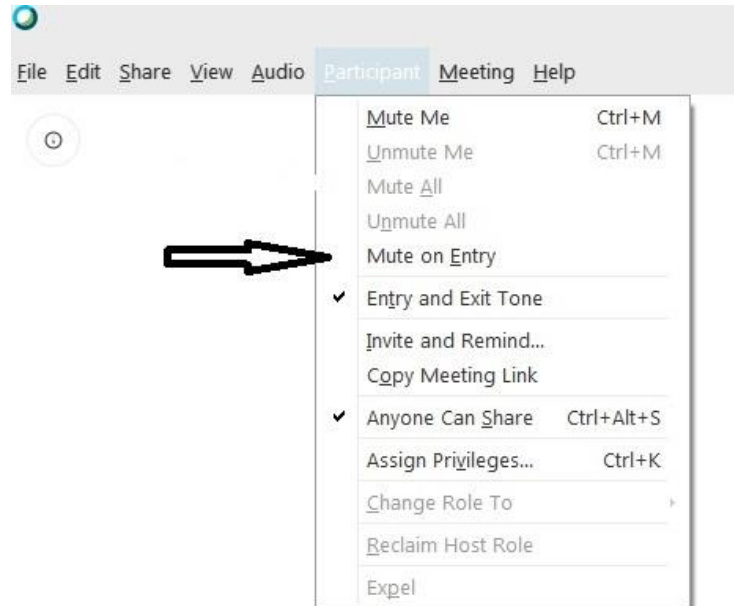 File Edit Share View Audio Participant Meeting Help
Mute Me Ctrl+M
Unmute Me Ctrl+M
Mute All
Unmute All
Mute on Entry
Entry and Exit Tone
Invite and Remind...
Copy Meeting Link
Anyone Can Share Ctrl+Alt+S
Assign Privileges... Ctrl+K
Change Role To
Reclaim Host Role
Expel